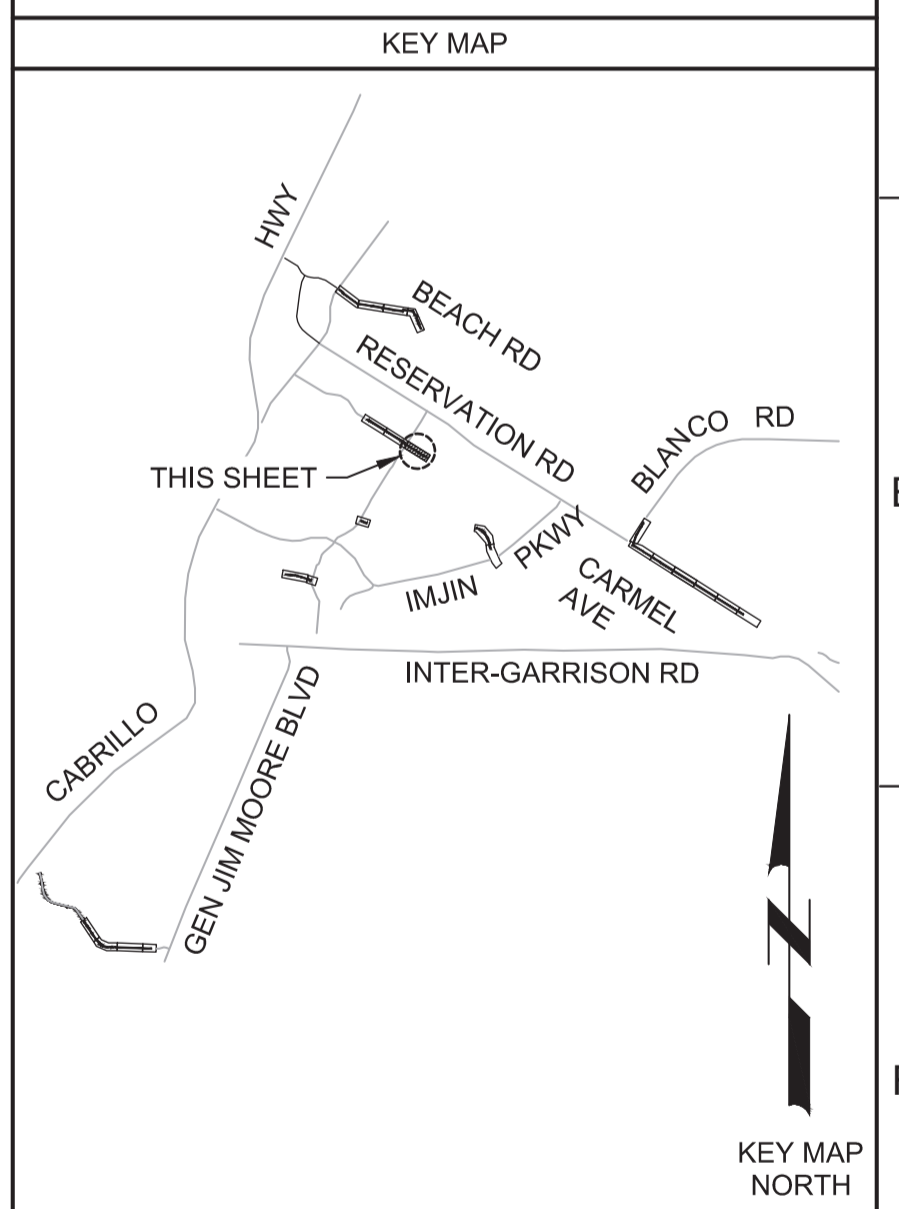 KEY MAP
HWY
BEACH RD
RESERVATION RD
BLANCO RD
THIS SHEET
IMJIN PKWY
CARMEL
AVE
INTER-GARRISON RD
CABRILLO
GEN JIM MOORE BLVD
N
KEY MAP
NORTH